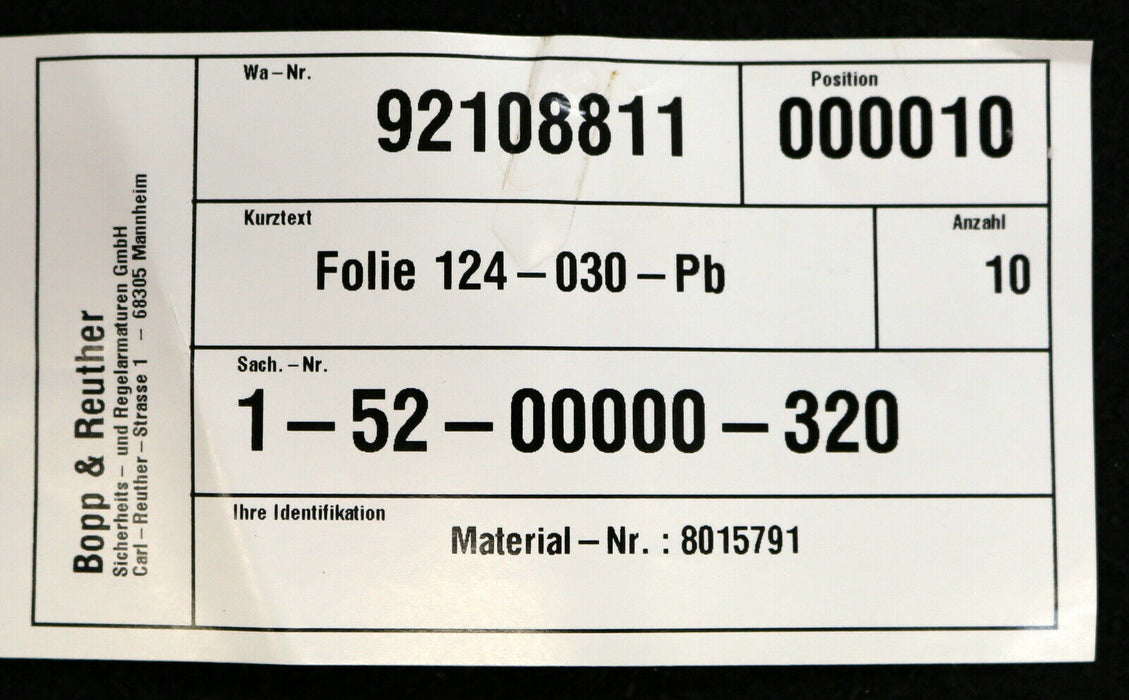 Bopp & Reuther
Sicherheits- und Regelarmaturen GmbH
Carl-Reuther-Strasse 1 - 68305 Mannheim
Wa-Nr.
92108811
Position
000010
Kurztext
Folie 124-030-Pb
Anzahl
10
Sach.-Nr.
1-52-00000-320
Ihre Identifikation
Material-Nr. : 8015791